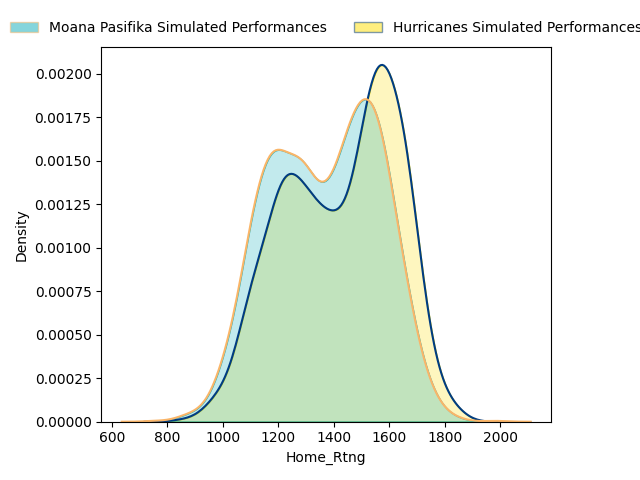 Moana Pasifika Simulated Performances Hurricanes Simulated Performances
0.00200
0.00175
0.00150
0.00125
0.00100
0.00075
0.00050
0.00025
0.00000
Density
600 800 1000 1200 1400 1600 1800 2000
Home_Rtng